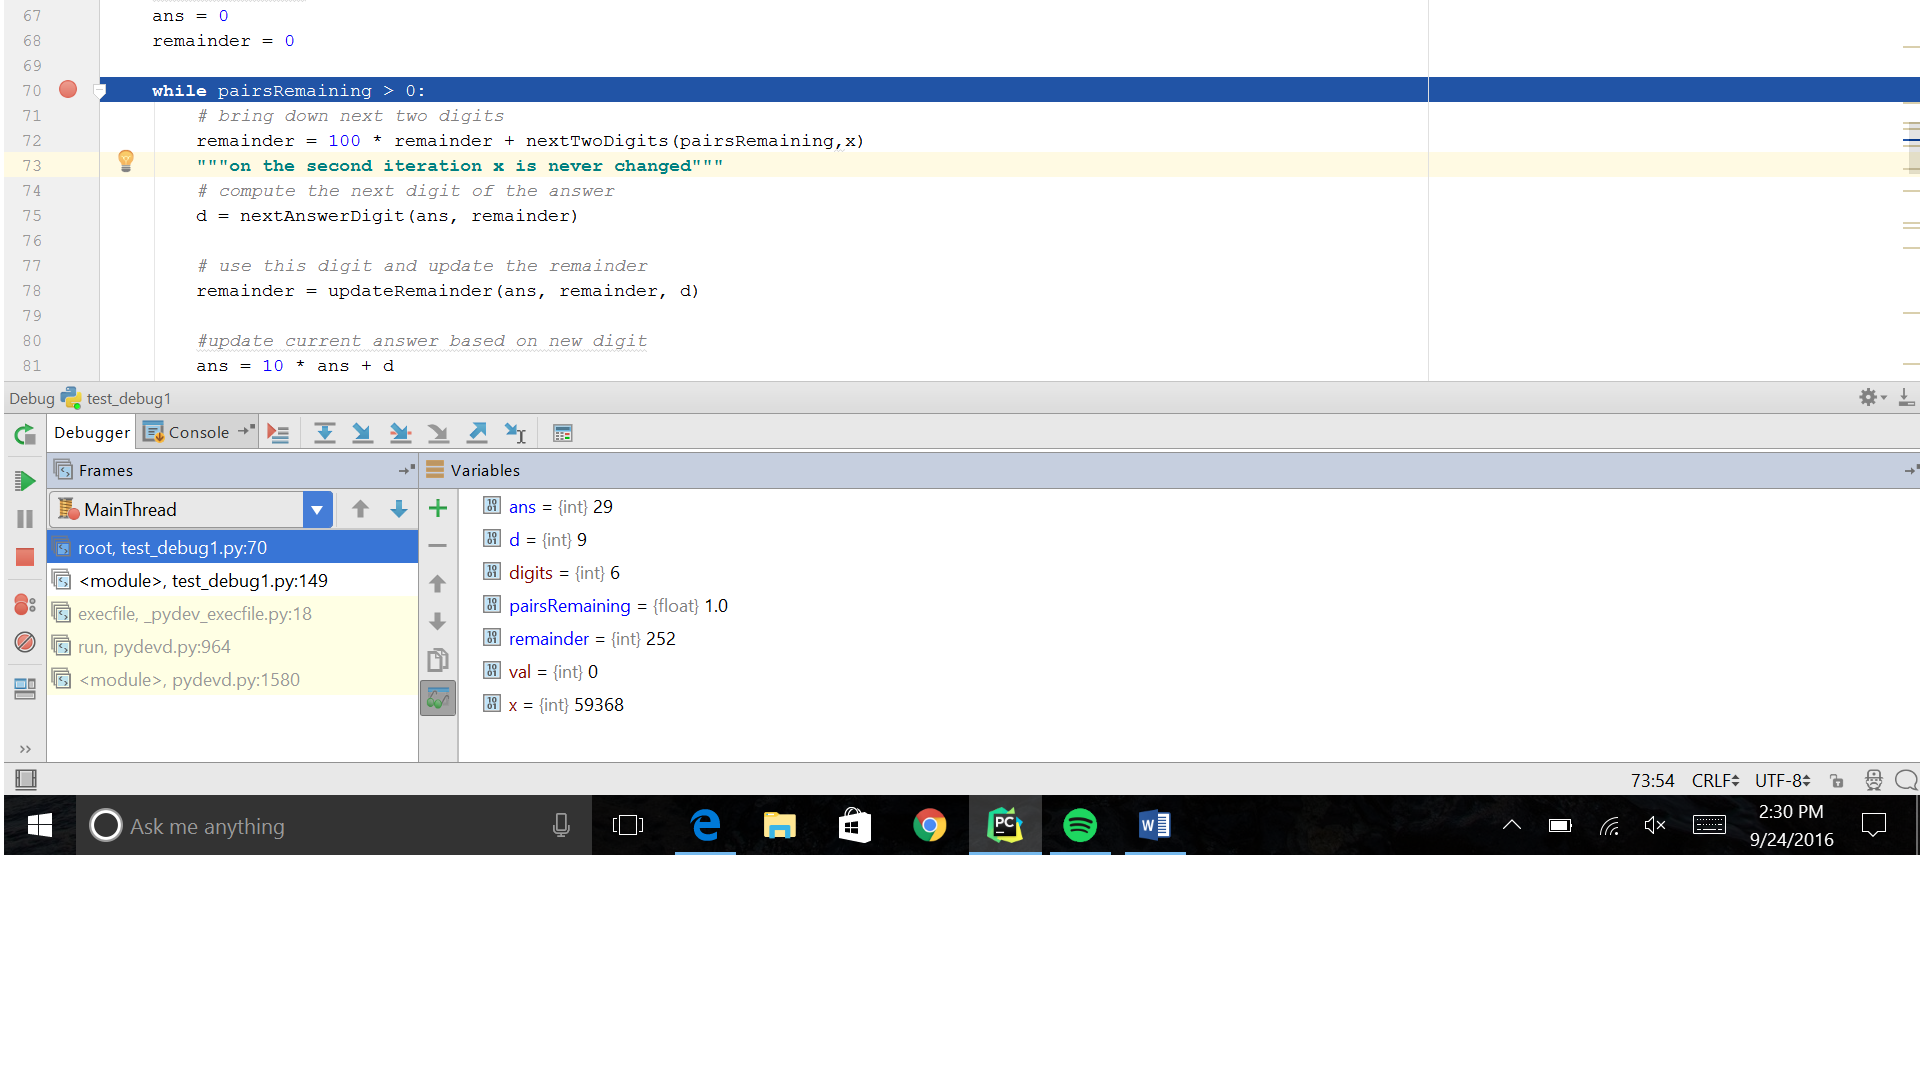 67 ans = 0
68 remainder = 0
69
70 while pairsRemaining > 0:
71 # bring down next two digits
72 remainder = 100 * remainder + nextTwoDigits(pairsRemaining,x)
73 """on the second iteration x is never changed"""
74 # compute the next digit of the answer
75 d = nextAnswerDigit(ans, remainder)
76
77 # use this digit and update the remainder
78 remainder = updateRemainder(ans, remainder, d)
79
80 #update current answer based on new digit
81 ans = 10 * ans + d
Debug test_debug1
Debugger Console
Frames Variables
MainThread
root, test_debug1.py:70
<module>, test_debug1.py:149
execfile, _pydev_execfile.py:18
run, pydevd.py:964
<module>, pydevd.py:1580
ans = {int} 29
d = {int} 9
digits = {int} 6
pairsRemaining = {float} 1.0
remainder = {int} 252
val = {int} 0
x = {int} 59368
73:54 CRLF UTF-8
Ask me anything
2:30 PM
9/24/2016